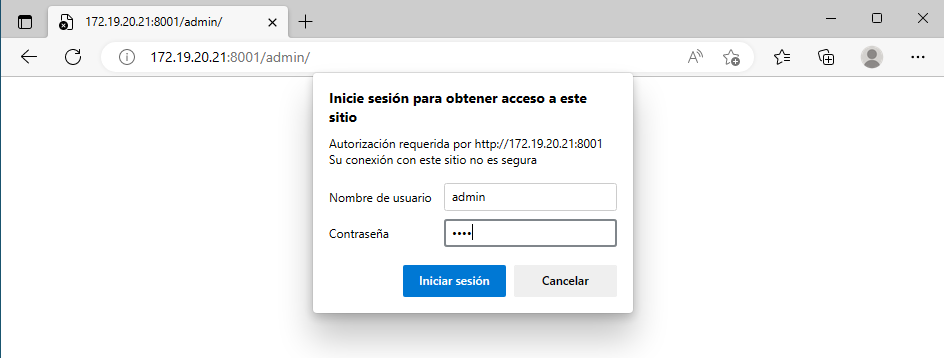 172.19.20.21:8001/admin/
172.19.20.21:8001/admin/
Inicie sesión para obtener acceso a este
sitio
Autorización requerida por http://172.19.20.21:8001
Su conexión con este sitio no es segura
Nombre de usuario admin
Contraseña ••••
Iniciar sesión Cancelar